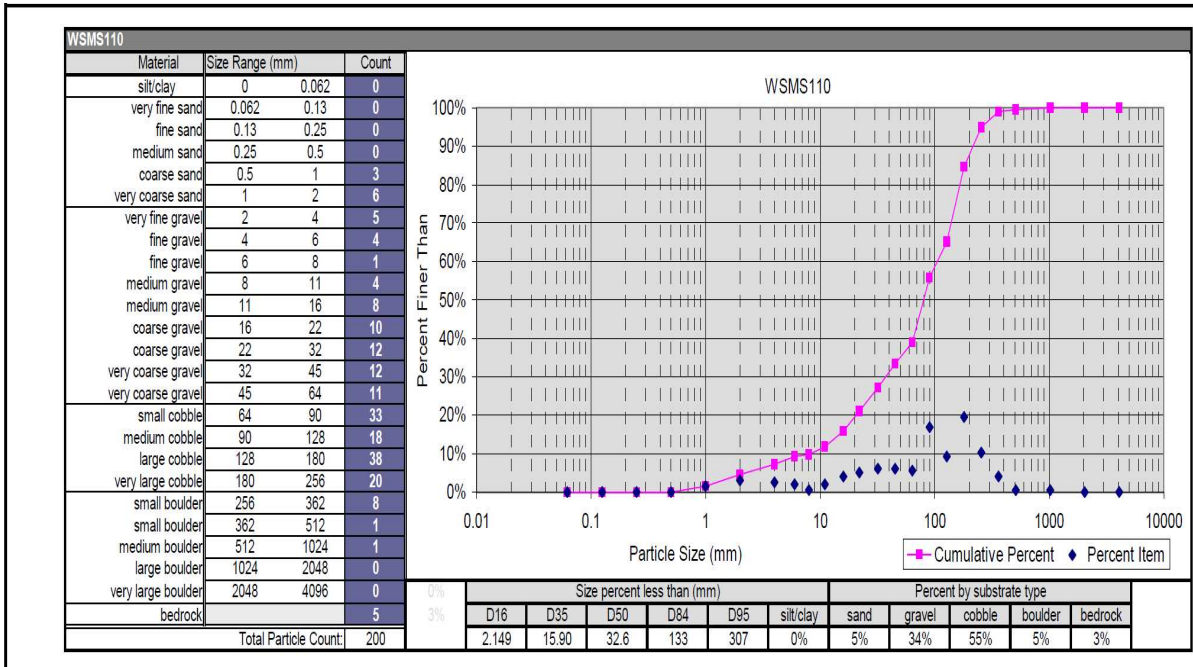 WSMS110
Material Size Range (mm) Count
silt/clay 0 0.062 0
very fine sand 0.062 0.13 0
fine sand 0.13 0.25 0
medium sand 0.25 0.5 0
coarse sand 0.5 1 3
very coarse sand 1 2 6
very fine gravel 2 4 5
fine gravel 4 6 4
fine gravel 6 8 1
medium gravel 8 11 4
medium gravel 11 16 8
coarse gravel 16 22 10
coarse gravel 22 32 12
very coarse gravel 32 45 12
very coarse gravel 45 64 11
small cobble 64 90 33
medium cobble 90 128 18
large cobble 128 180 38
very large cobble 180 256 20
small boulder 256 362 8
small boulder 362 512 1
medium boulder 512 1024 1
large boulder 1024 2048 0
very large boulder 2048 4096 0
bedrock 5
Total Particle Count: 200
WSMS110
Percent Finer Than
100%
90%
80%
70%
60%
50%
40%
30%
20%
10%
0%
0.01 0.1 1 10 100 1000 10000
Particle Size (mm)
Cumulative Percent Percent Item
0% Size percent less than (mm) Percent by substrate type
3% D16 D35 D50 D84 D95 silt/clay sand gravel cobble boulder bedrock
2.149 15.90 32.6 133 307 0% 5% 34% 55% 5% 3%